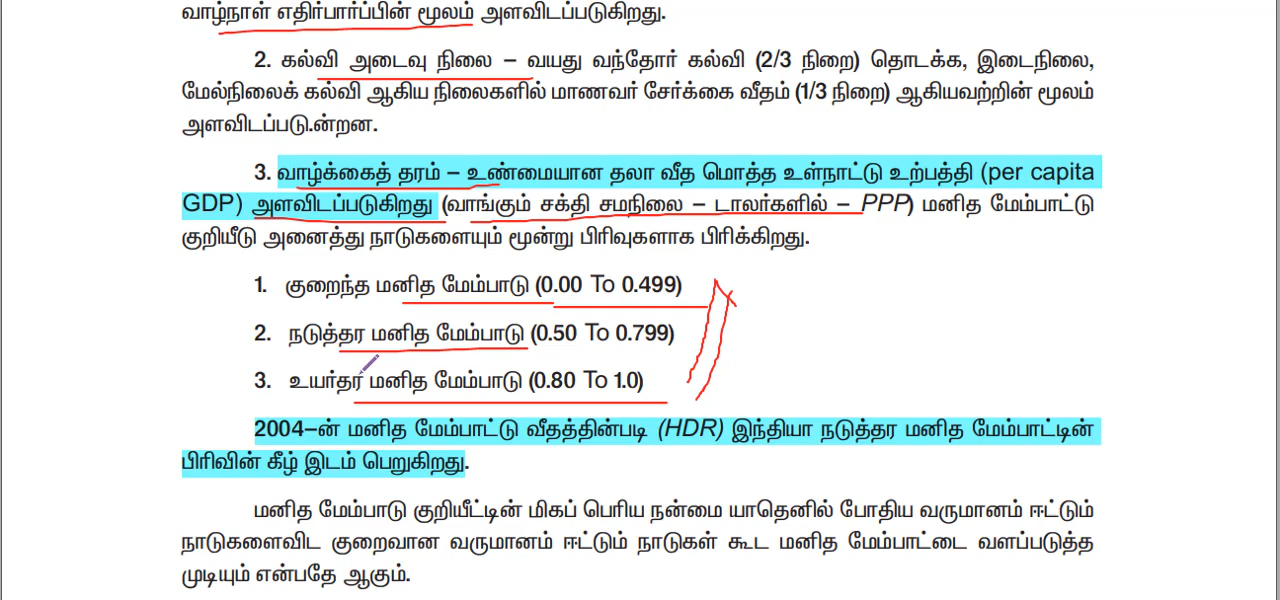 வாழ்நாள் எதிர்பார்ப்பின் மூலம் அளவிடப்படுகிறது.
2. கல்வி அடைவு நிலை – வயது வந்தோர் கல்வி (2/3 நிறை) தொடக்க, இடைநிலை,
மேல்நிலைக் கல்வி ஆகிய நிலைகளில் மாணவர் சேர்க்கை வீதம் (1/3 நிறை) ஆகியவற்றின் மூலம்
அளவிடப்படு.ன்றன.
3. வாழ்க்கைத் தரம் – உண்மையான தலா வீத மொத்த உள்நாட்டு உற்பத்தி (per capita
GDP) அளவிடப்படுகிறது (வாங்கும் சக்தி சமநிலை – டாலர்களில் – PPP) மனித மேம்பாட்டு
குறியீடு அனைத்து நாடுகளையும் மூன்று பிரிவுகளாக பிரிக்கிறது.
1. குறைந்த மனித மேம்பாடு (0.00 To 0.499)
2. நடுத்தர மனித மேம்பாடு (0.50 To 0.799)
3. உயர்தர மனித மேம்பாடு (0.80 To 1.0)
2004–ன் மனித மேம்பாட்டு வீதத்தின்படி (HDR) இந்தியா நடுத்தர மனித மேம்பாட்டின்
பிரிவின் கீழ் இடம் பெறுகிறது.
மனித மேம்பாடு குறியீட்டின் மிகப் பெரிய நன்மை யாதெனில் போதிய வருமானம் ஈட்டும்
நாடுகளைவிட குறைவான வருமானம் ஈட்டும் நாடுகள் கூட மனித மேம்பாட்டை வளப்படுத்த
முடியும் என்பதே ஆகும்.